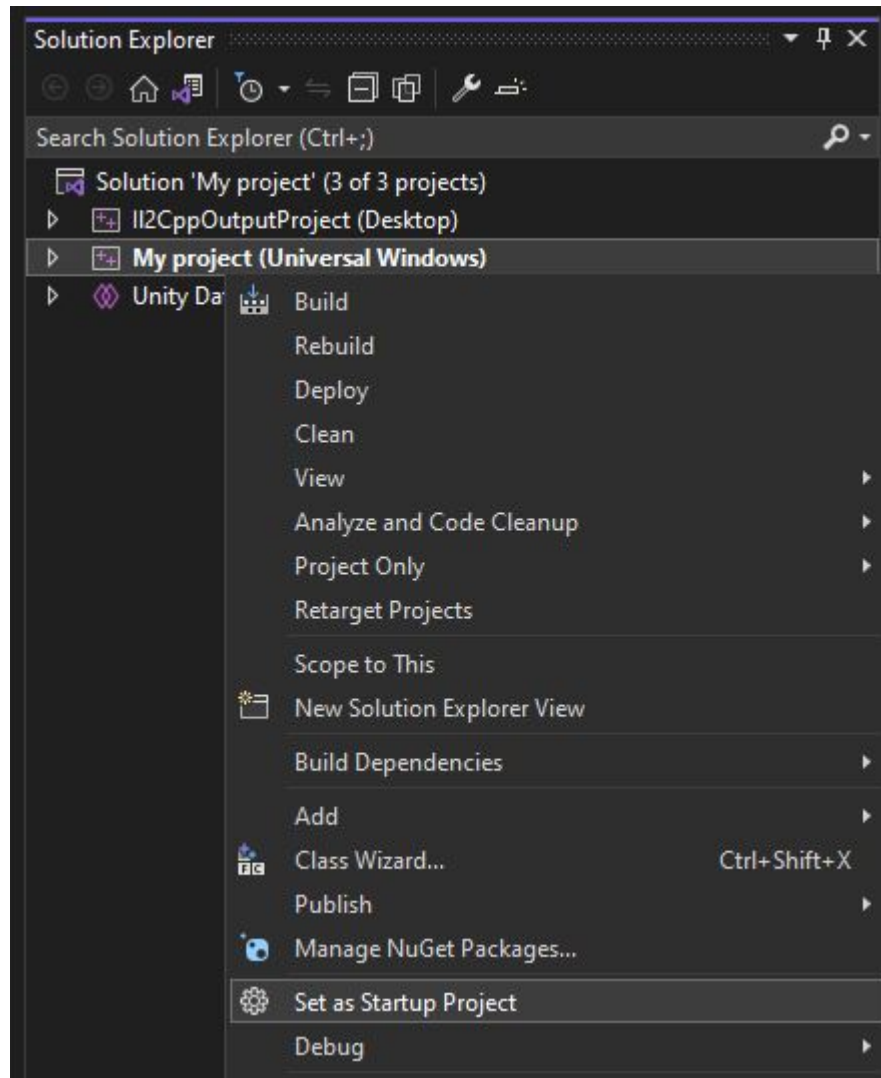 Solution Explorer
Search Solution Explorer (Ctrl+;)
Solution 'My project' (3 of 3 projects)
Il2CppOutputProject (Desktop)
My project (Universal Windows)
Unity Da
Build
Rebuild
Deploy
Clean
View
Analyze and Code Cleanup
Project Only
Retarget Projects
Scope to This
New Solution Explorer View
Build Dependencies
Add
Class Wizard... Ctrl+Shift+X
Publish
Manage NuGet Packages...
Set as Startup Project
Debug